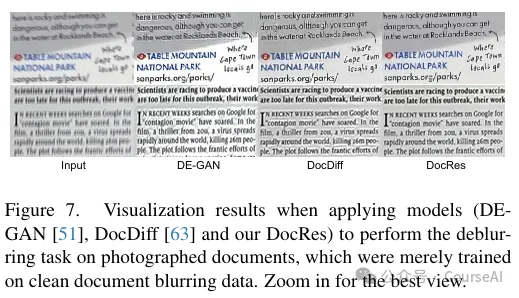 here is rocky and swimming is
dangerous, although you can get
in the water at Rocklands Beach.
Where
Cape Town
locals go
TABLE MOUNTAIN
NATIONAL PARK
sanparks.org/parks/
Scientists are racing to produce a vaccin
are too late for this outbreak, their work
IN RECENT WEEKS searches on Google for
"contagion movie" have soared. In the
film, a thriller from 2011, a virus spreads
rapidly around the world, killing 26m peo-
ple. The plot follows the frantic efforts of
Input
here is rocky and swimming is
dangerous, although you can get
in the water at Rocklands Beach.
Where
Cape Town
locals go
TABLE MOUNTAIN
NATIONAL PARK
sanparks.org/parks/
Scientists are racing to produce a vaccin
are too late for this outbreak, their work
IN RECENT WEEKS searches on Google for
"contagion movie" have soared. In the
film, a thriller from 2011, a virus spreads
rapidly around the world, killing 26m peo-
ple. The plot follows the frantic efforts of
DE-GAN
here is rocky and swimming is
dangerous, although you can get
in the water at Rocklands Beach.
Where
Cape Town
locals go
TABLE MOUNTAIN
NATIONAL PARK
sanparks.org/parks/
Scientists are racing to produce a vaccin
are too late for this outbreak, their work
IN RECENT WEEKS searches on Google for
"contagion movie" have soared. In the
film, a thriller from 2011, a virus spreads
rapidly around the world, killing 26m peo-
ple. The plot follows the frantic efforts of
DocDiff
here is rocky and swimming is
dangerous, although you can get
in the water at Rocklands Beach.
Where
Cape Town
locals go
TABLE MOUNTAIN
NATIONAL PARK
sanparks.org/parks/
Scientists are racing to produce a vaccin
are too late for this outbreak, their work
IN RECENT WEEKS searches on Google for
"contagion movie" have soared. In the
film, a thriller from 2011, a virus spreads
rapidly around the world, killing 26m peo-
ple. The plot follows the frantic efforts of
DocRes
Figure 7. Visualization results when applying models (DE-
GAN [51], DocDiff [63] and our DocRes) to perform the deblur-
ring task on photographed documents, which were merely trained
on clean document blurring data. Zoom in for the best view.
公众号 · CourseAI